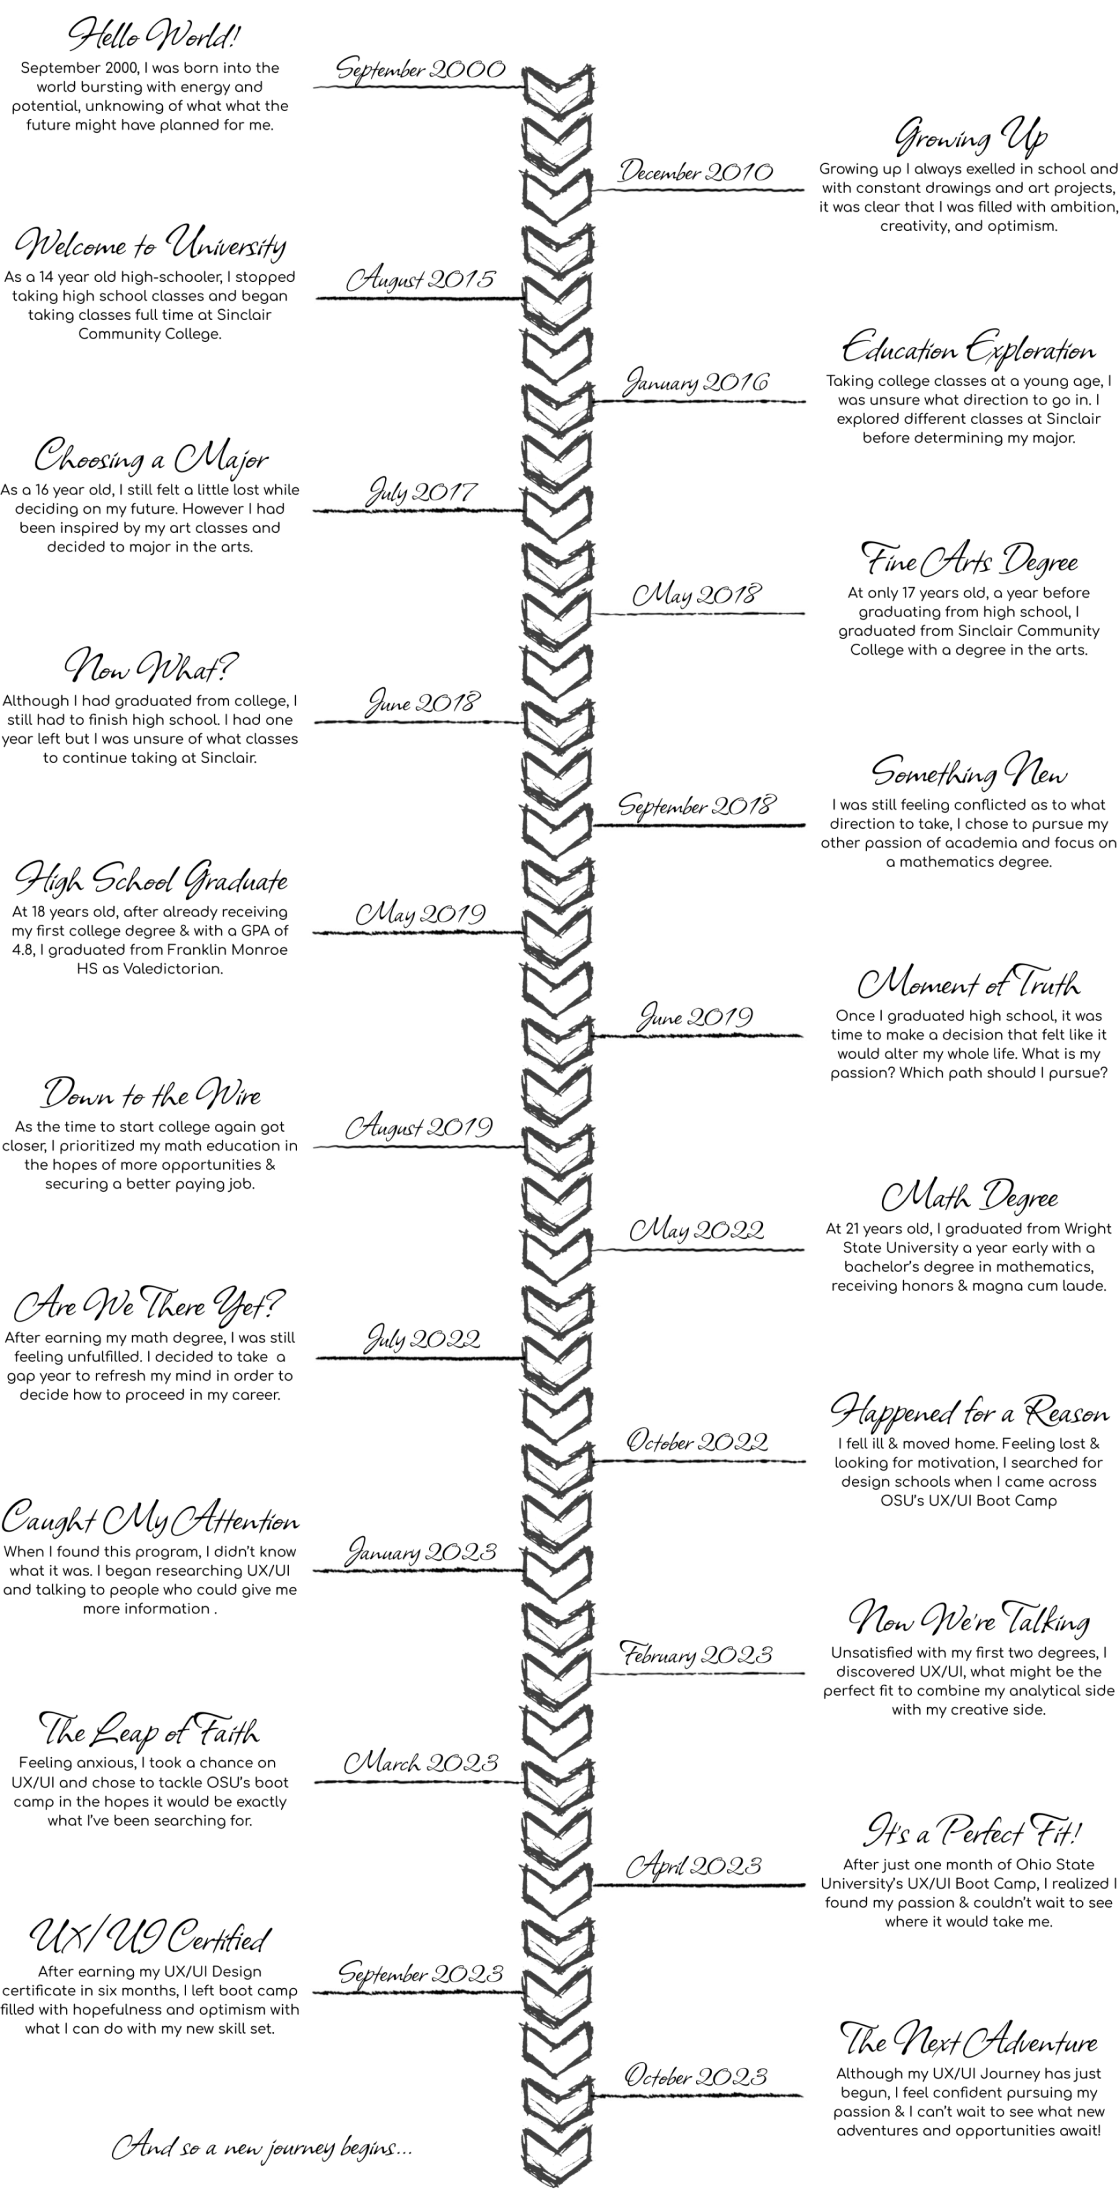 Hello World!
September 2000, I was born into the
world bursting with energy and
potential, unknowing of what what the
future might have planned for me.
September 2000
Growing Up
Growing up I always exelled in school and
with constant drawings and art projects,
it was clear that I was filled with ambition,
creativity, and optimism.
December 2010
Welcome to University
As a 14 year old high-schooler, I stopped
taking high school classes and began
taking classes full time at Sinclair
Community College.
August 2015
Education Exploration
Taking college classes at a young age, I
was unsure what direction to go in. I
explored different classes at Sinclair
before determining my major.
January 2016
Choosing a Major
As a 16 year old, I still felt a little lost while
deciding on my future. However I had
been inspired by my art classes and
decided to major in the arts.
July 2017
Fine Arts Degree
At only 17 years old, a year before
graduating from high school, I
graduated from Sinclair Community
College with a degree in the arts.
May 2018
Now What?
Although I had graduated from college, I
still had to finish high school. I had one
year left but I was unsure of what classes
to continue taking at Sinclair.
June 2018
Something New
I was still feeling conflicted as to what
direction to take, I chose to pursue my
other passion of academia and focus on
a mathematics degree.
September 2018
High School Graduate
At 18 years old, after already receiving
my first college degree & with a GPA of
4.8, I graduated from Franklin Monroe
HS as Valedictorian.
May 2019
Moment of Truth
Once I graduated high school, it was
time to make a decision that felt like it
would alter my whole life. What is my
passion? Which path should I pursue?
June 2019
Down to the Wire
As the time to start college again got
closer, I prioritized my math education in
the hopes of more opportunities &
securing a better paying job.
August 2019
Math Degree
At 21 years old, I graduated from Wright
State University a year early with a
bachelor's degree in mathematics,
receiving honors & magna cum laude.
May 2022
Are We There Yet?
After earning my math degree, I was still
feeling unfulfilled. I decided to take a
gap year to refresh my mind in order to
decide how to proceed in my career.
July 2022
Happened for a Reason
I fell ill & moved home. Feeling lost &
looking for motivation, I searched for
design schools when I came across
OSU's UX/UI Boot Camp
October 2022
Caught My Attention
When I found this program, I didn't know
what it was. I began researching UX/UI
and talking to people who could give me
more information .
January 2023
Now We're Talking
Unsatisfied with my first two degrees, I
discovered UX/UI, what might be the
perfect fit to combine my analytical side
with my creative side.
February 2023
The Leap of Faith
Feeling anxious, I took a chance on
UX/UI and chose to tackle OSU's boot
camp in the hopes it would be exactly
what I've been searching for.
March 2023
It's a Perfect Fit!
After just one month of Ohio State
University's UX/UI Boot Camp, I realized I
found my passion & couldn't wait to see
where it would take me.
April 2023
UX/UI Certified
After earning my UX/UI Design
certificate in six months, I left boot camp
filled with hopefulness and optimism with
what I can do with my new skill set.
September 2023
The Next Adventure
Although my UX/UI Journey has just
begun, I feel confident pursuing my
passion & I can't wait to see what new
adventures and opportunities await!
October 2023
And so a new journey begins...